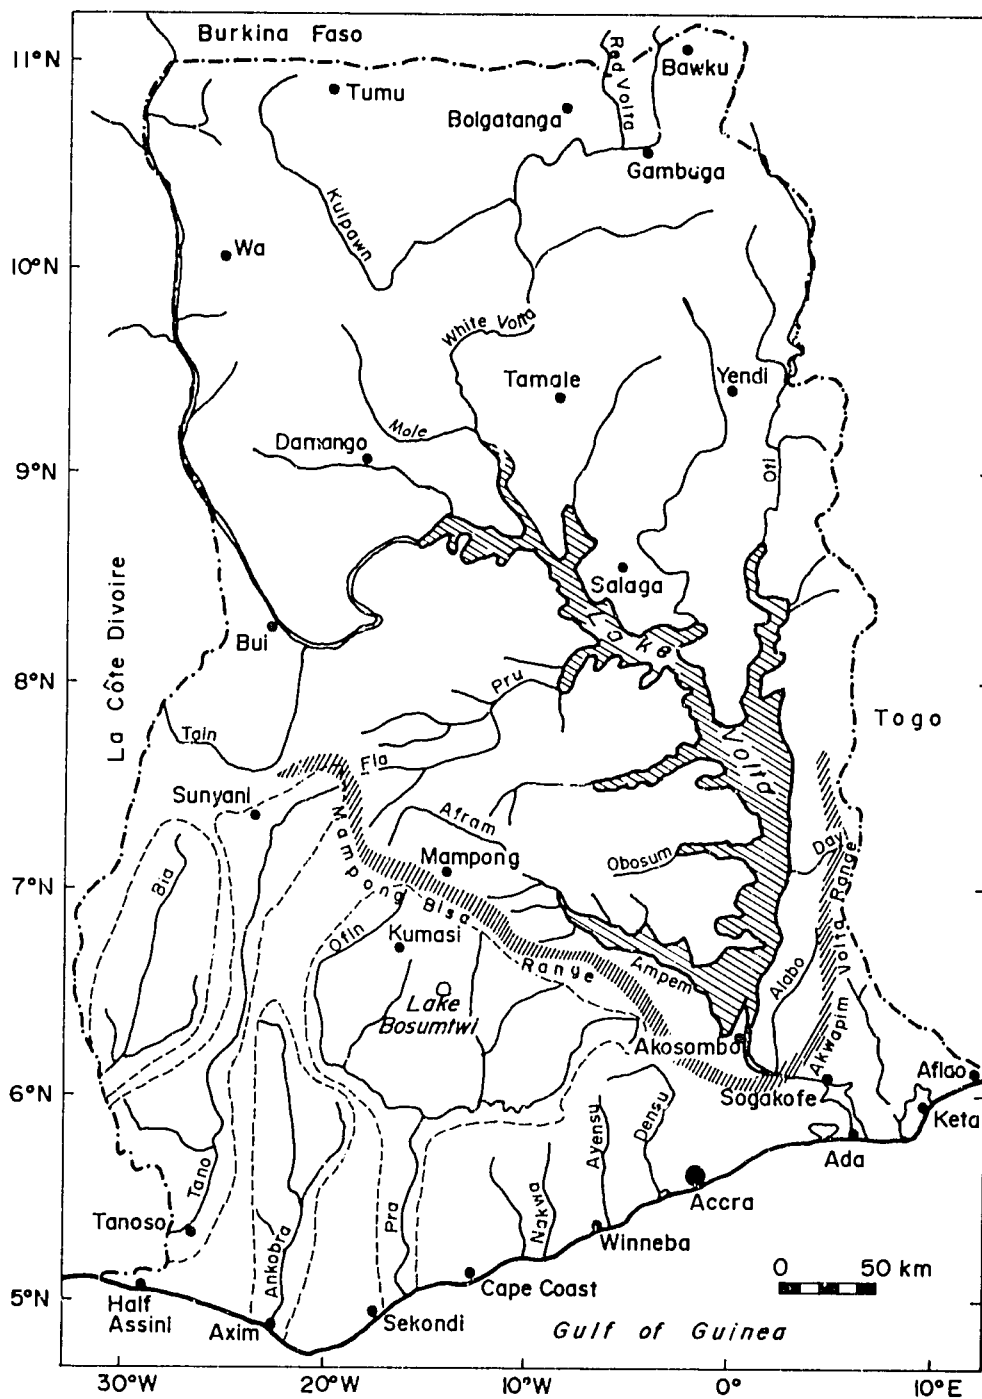 Burkina Faso
11°N
Red Volta
Bawku
Tumu
Bolgatanga
Gambaga
Kulpawn
Wa
10°N
White Volta
Tamale
Yendi
Mole
Damango
9°N
Oti
Salaga
Bui
La Côte Divoire
Lake
8°N
Pru
Togo
Tain
Fla
Volta
Sunyani
Mampong Bisa Range
Afram
Mampong
Obosum
Day
7°N
Bia
Ofin
Kumasi
Ampem
Alabo
Akwapim Volta Range
Lake
Bosumtwi
Akosombo
Aflao
6°N
Sogakofe
Keta
Ayensu
Densu
Ada
Tano
Accra
Tanoso
Ankobra
Pra
Nakwa
Winneba
0 50 km
Cape Coast
5°N
Half
Assini
Axim
Sekondi
Gulf of Guinea
30°W
20°W
10°W
0°
10°E